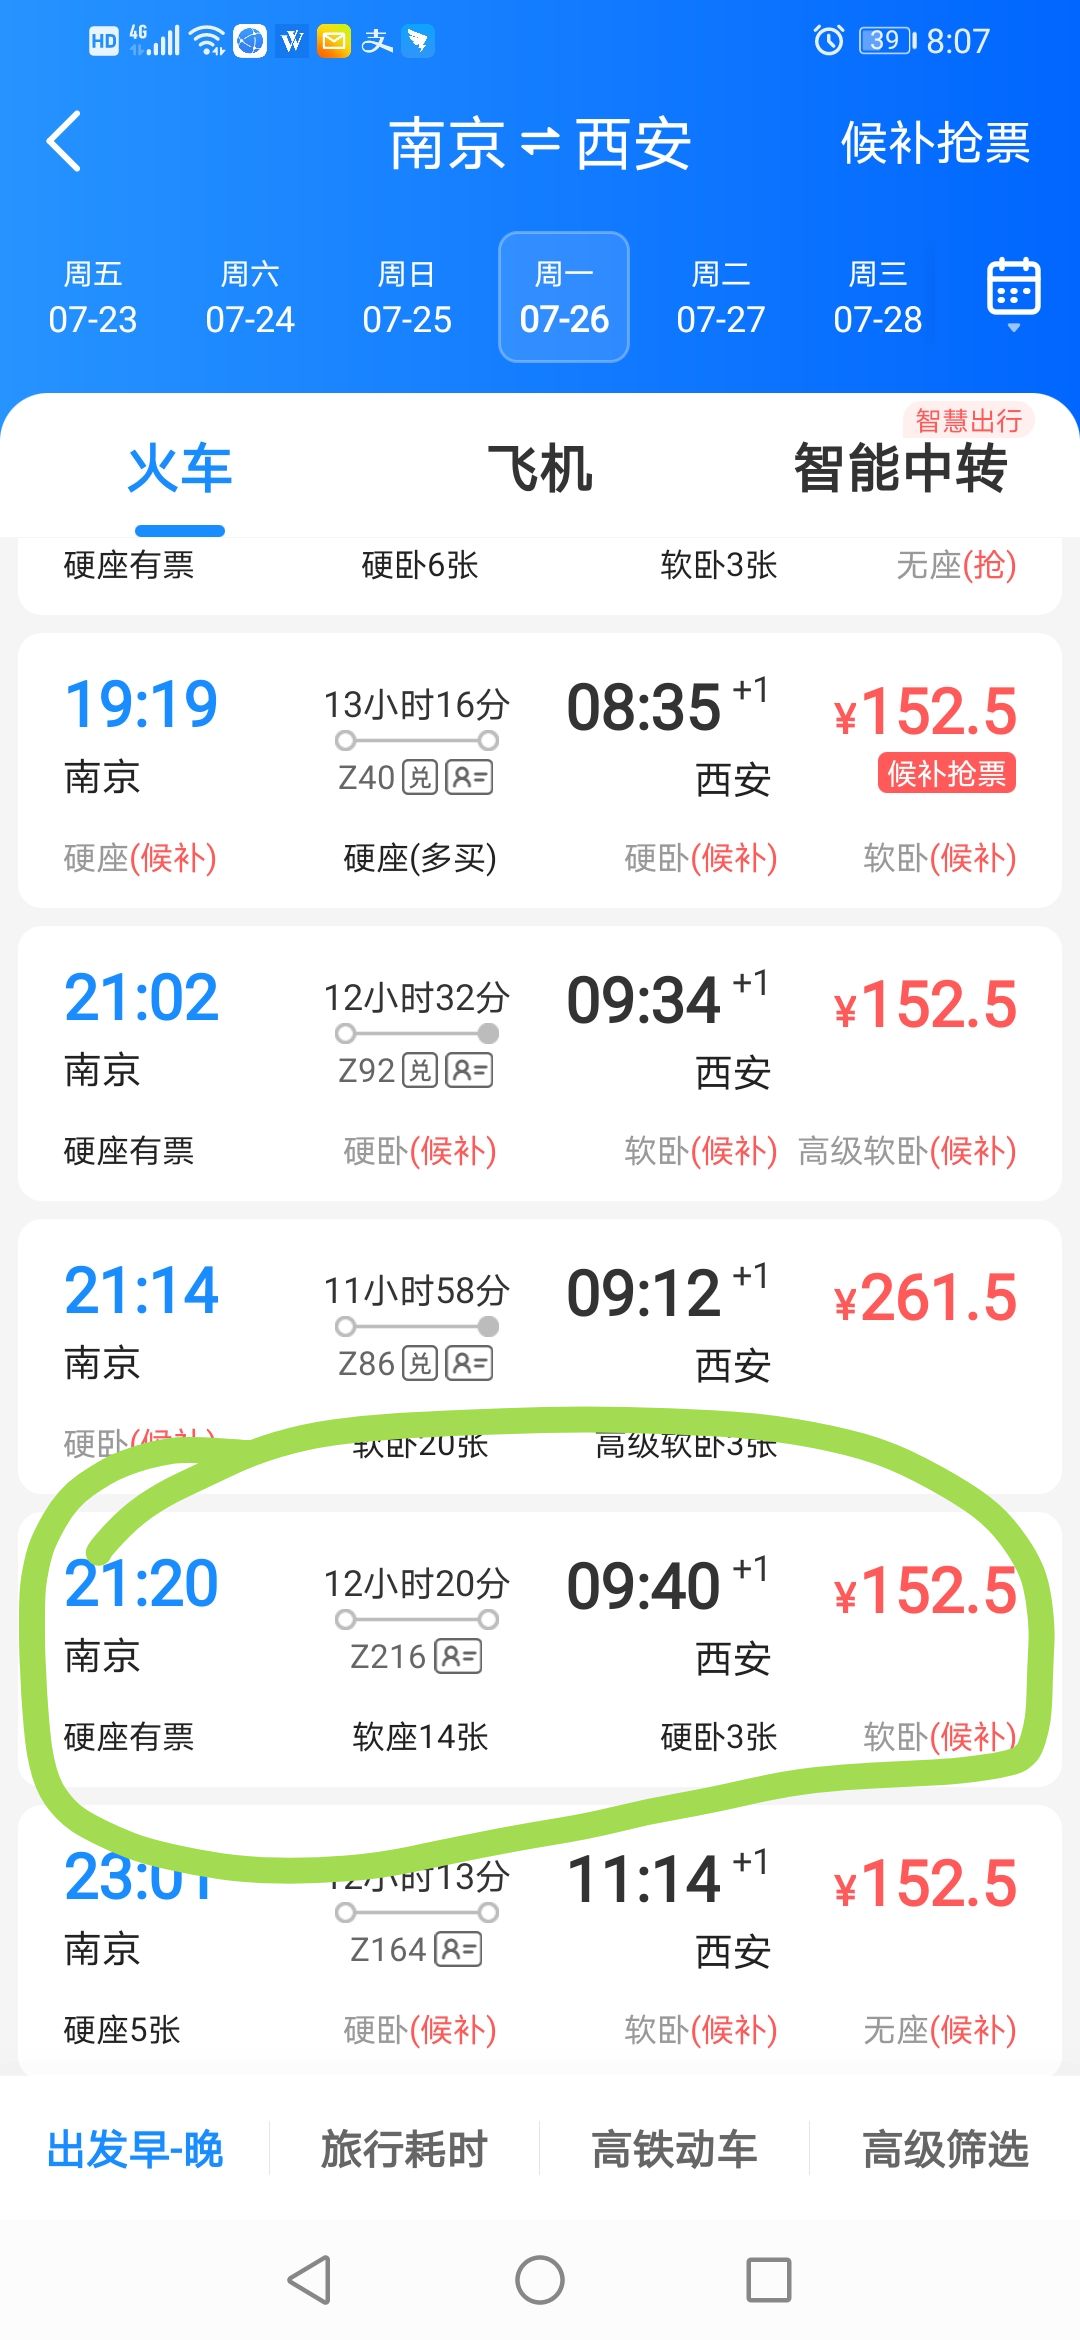 HD 4G 39 8:07
南京⇌西安 候补抢票
周五 周六 周日 周一 周二 周三
07-23 07-24 07-25 07-26 07-27 07-28
智慧出行
火车 飞机 智能中转
硬座有票 硬卧6张 软卧3张 无座(抢)
19:19 13小时16分 08:35 +1 ¥152.5
南京 Z40 兑 西安 候补抢票
硬座(候补) 硬座(多买) 硬卧(候补) 软卧(候补)
21:02 12小时32分 09:34 +1 ¥152.5
南京 Z92 兑 西安
硬座有票 硬卧(候补) 软卧(候补) 高级软卧(候补)
21:14 11小时58分 09:12 +1 ¥261.5
南京 Z86 兑 西安
硬卧(候补) 软卧20张 高级软卧3张
21:20 12小时20分 09:40 +1 ¥152.5
南京 Z216 西安
硬座有票 软座14张 硬卧3张 软卧(候补)
23:01 12小时13分 11:14 +1 ¥152.5
南京 Z164 西安
硬座5张 硬卧(候补) 软卧(候补) 无座(候补)
出发早-晚 旅行耗时 高铁动车 高级筛选